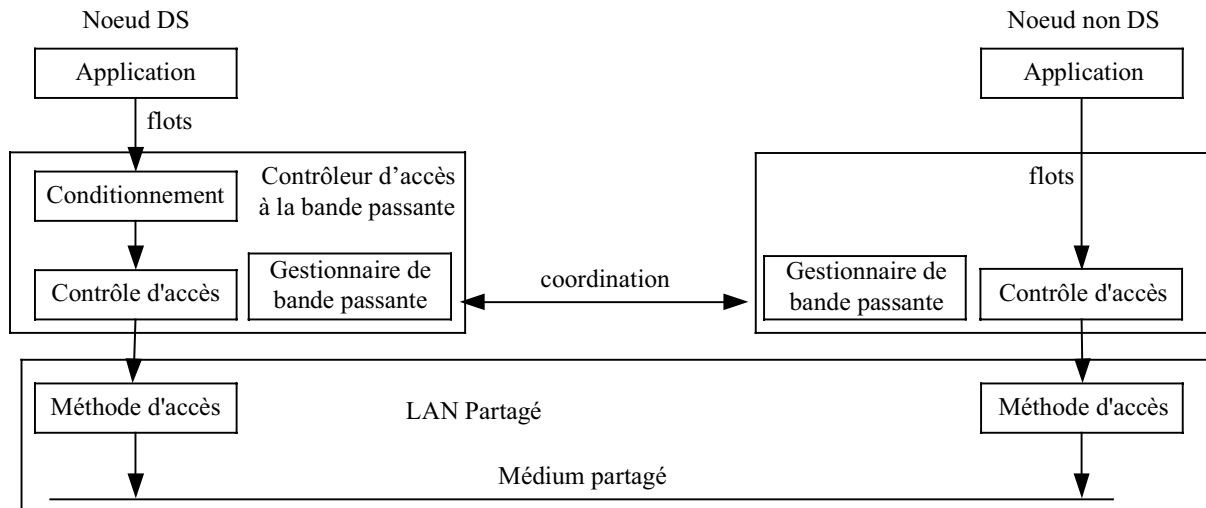 Noeud DS
Noeud non DS
Application
Application
flots
Contrôleur d'accès
à la bande passante
Conditionnement
flots
Gestionnaire de
bande passante
Contrôle d'accès
coordination
Gestionnaire de
bande passante
Contrôle d'accès
Méthode d'accès
LAN Partagé
Méthode d'accès
Médium partagé